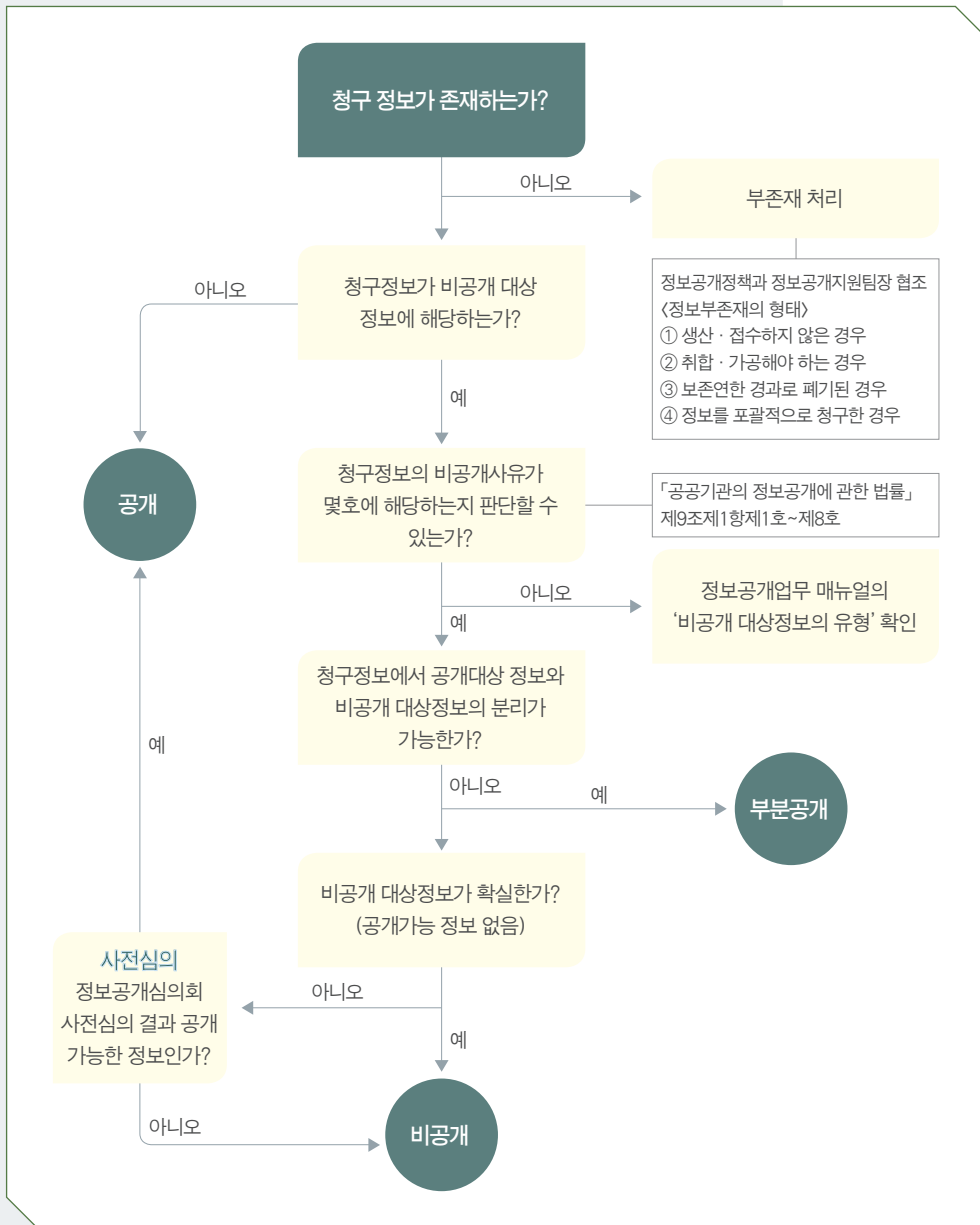 청구 정보가 존재하는가?
아니오
부존재 처리
정보공개정책과 정보공개지원팀장 협조
〈정보부존재의 형태〉
① 생산 · 접수하지 않은 경우
② 취합 · 가공해야 하는 경우
③ 보존연한 경과로 폐기된 경우
④ 정보를 포괄적으로 청구한 경우
청구정보가 비공개 대상
정보에 해당하는가?
아니오
예
공개
청구정보의 비공개사유가
몇호에 해당하는지 판단할 수
있는가?
「공공기관의 정보공개에 관한 법률」
제9조제1항제1호~제8호
아니오
예
정보공개업무 매뉴얼의
‘비공개 대상정보의 유형’ 확인
청구정보에서 공개대상 정보와
비공개 대상정보의 분리가
가능한가?
아니오
예
부분공개
비공개 대상정보가 확실한가?
(공개가능 정보 없음)
아니오
예
사전심의
정보공개심의회
사전심의 결과 공개
가능한 정보인가?
예
아니오
비공개